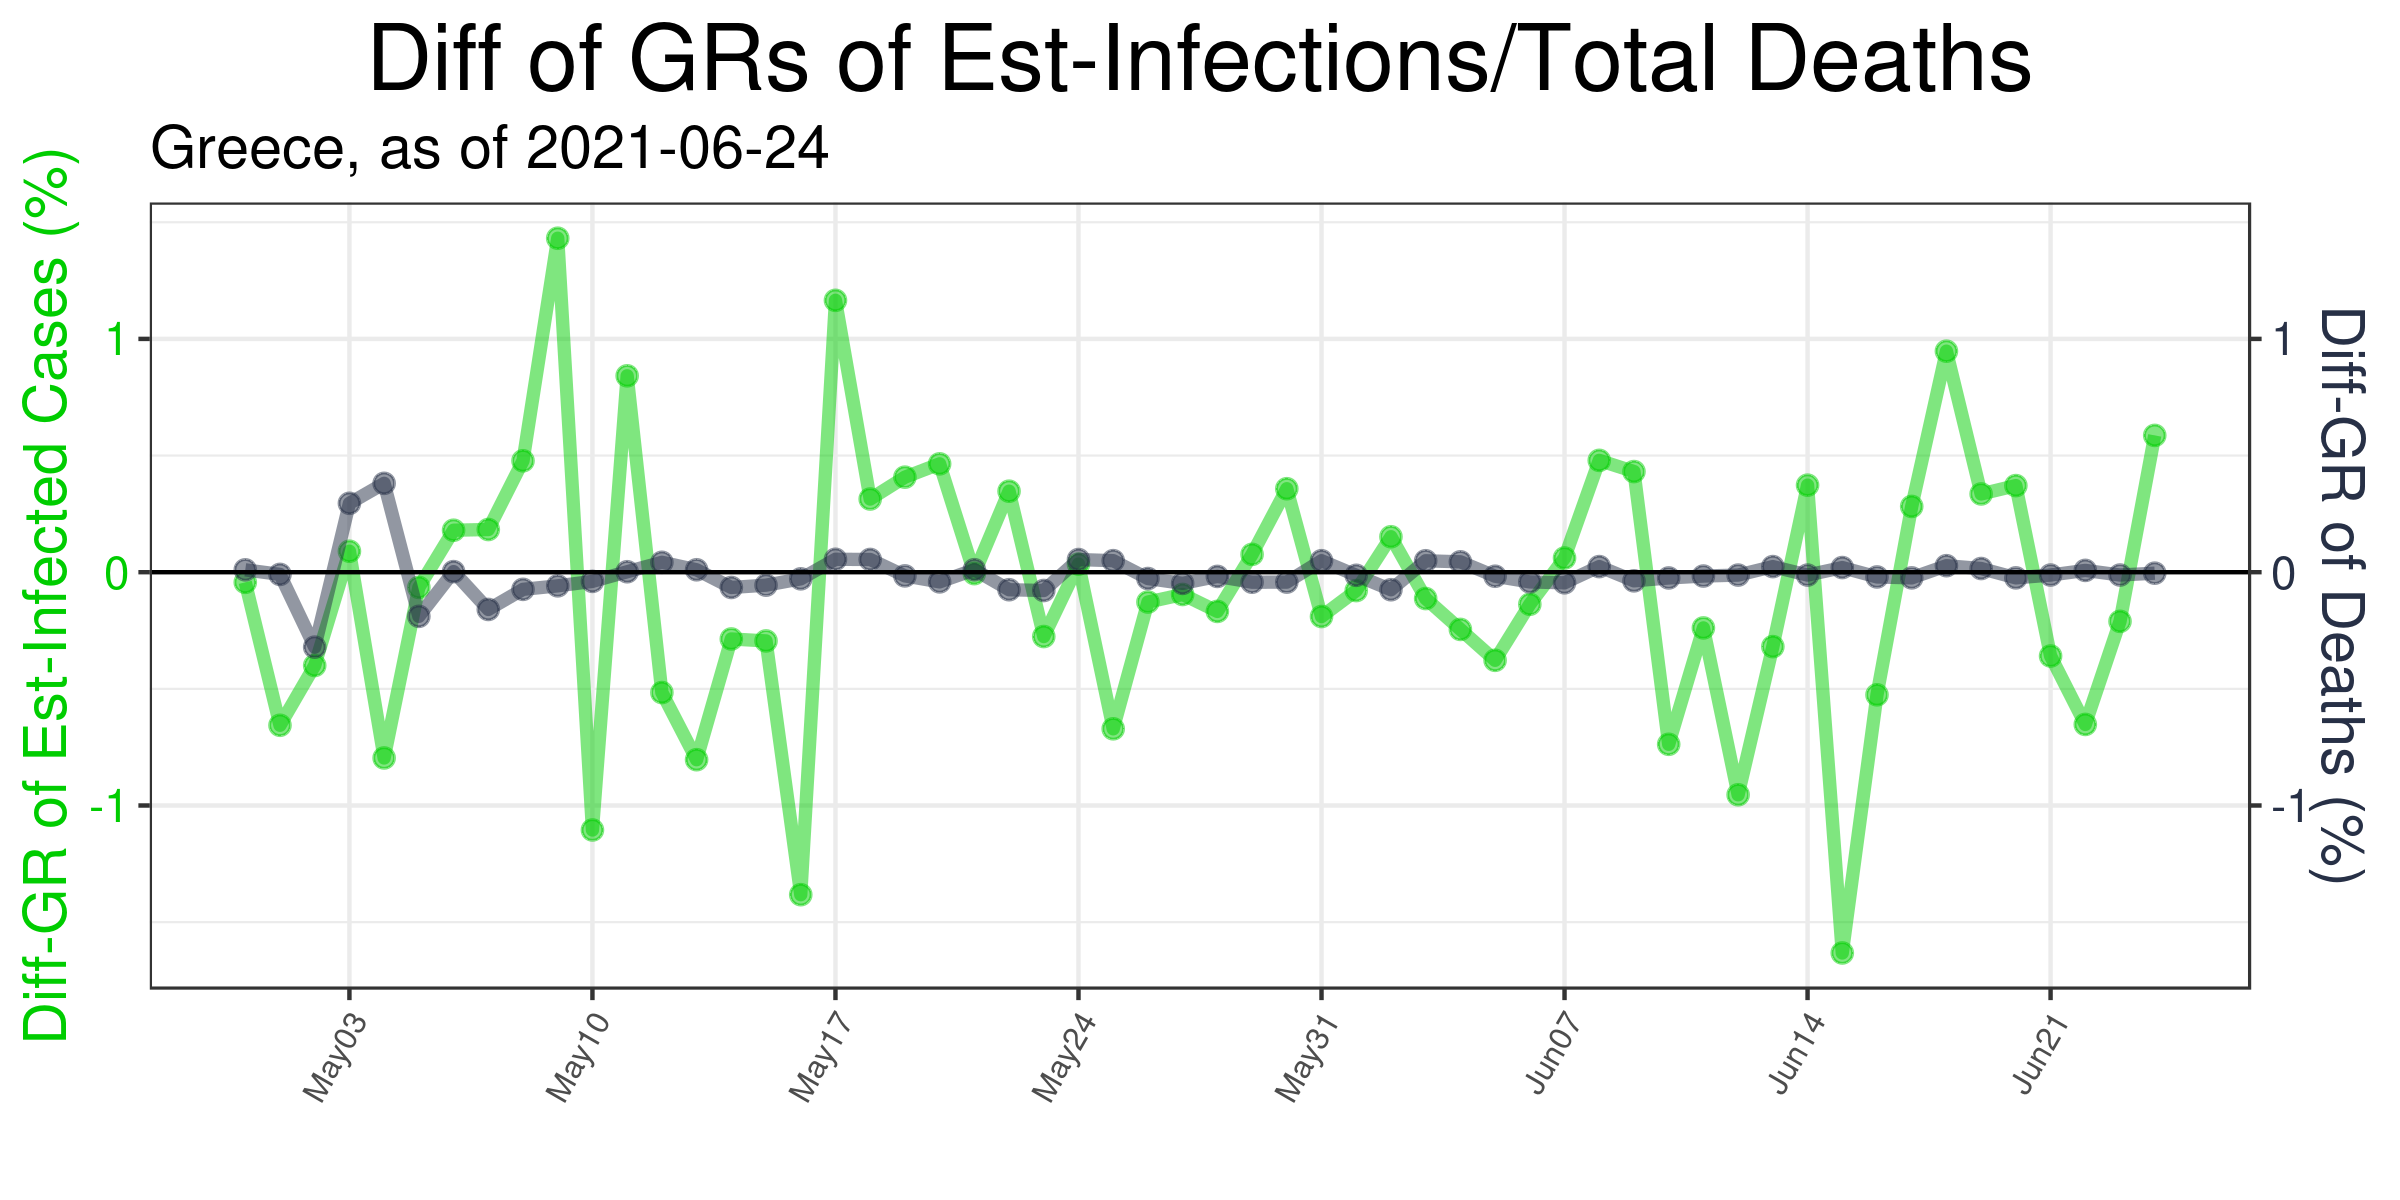 Diff of GRs of Est-Infections/Total Deaths
Greece, as of 2021-06-24
Diff-GR of Est-Infected Cases (%)
1
0
-1
1
0
-1
Diff-GR of Deaths (%)
May03
May10
May17
May24
May31
Jun07
Jun14
Jun21